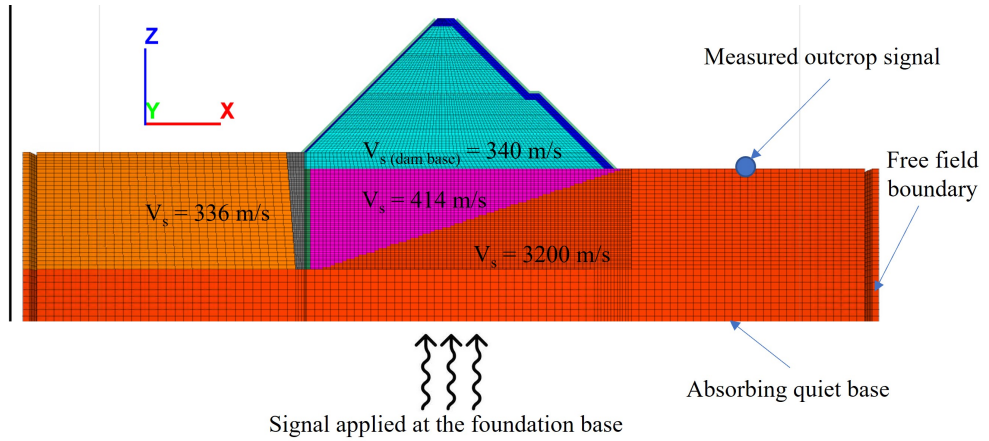 Z
Y
X
Measured outcrop signal
Free field
boundary
Vs (dam base) = 340 m/s
Vs = 414 m/s
Vs = 336 m/s
Vs = 3200 m/s
Absorbing quiet base
Signal applied at the foundation base